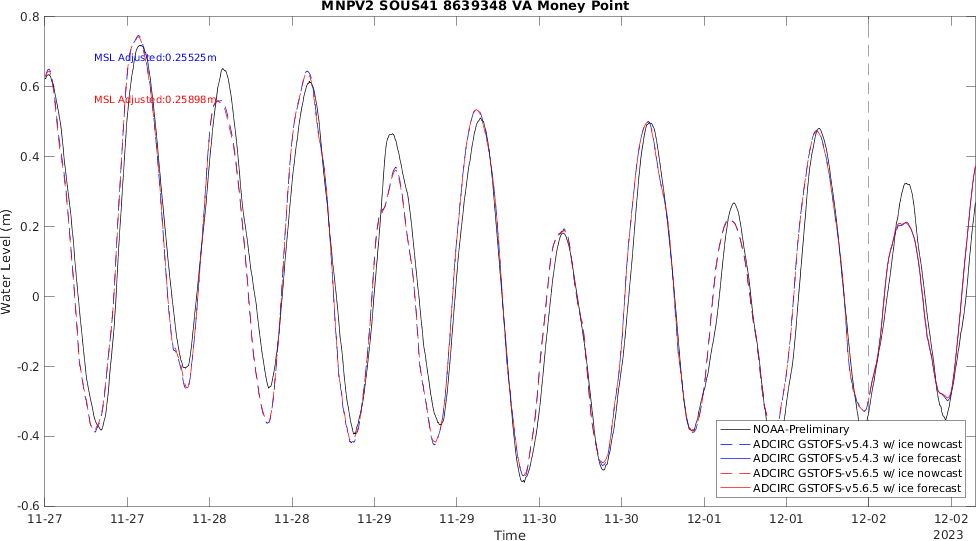 MNPV2 SOUS41 8639348 VA Money Point
0.8
MSL Adjusted:0.25525m
0.6
MSL Adjusted:0.25898m
0.4
0.2
Water Level (m)
0
-0.2
-0.4
NOAA-Preliminary
ADCIRC GSTOFS-v5.4.3 w/ ice nowcast
ADCIRC GSTOFS-v5.4.3 w/ ice forecast
ADCIRC GSTOFS-v5.6.5 w/ ice nowcast
ADCIRC GSTOFS-v5.6.5 w/ ice forecast
-0.6
11-27 11-27 11-28 11-28 11-29 11-29 11-30 11-30 12-01 12-01 12-02 12-02
Time
2023